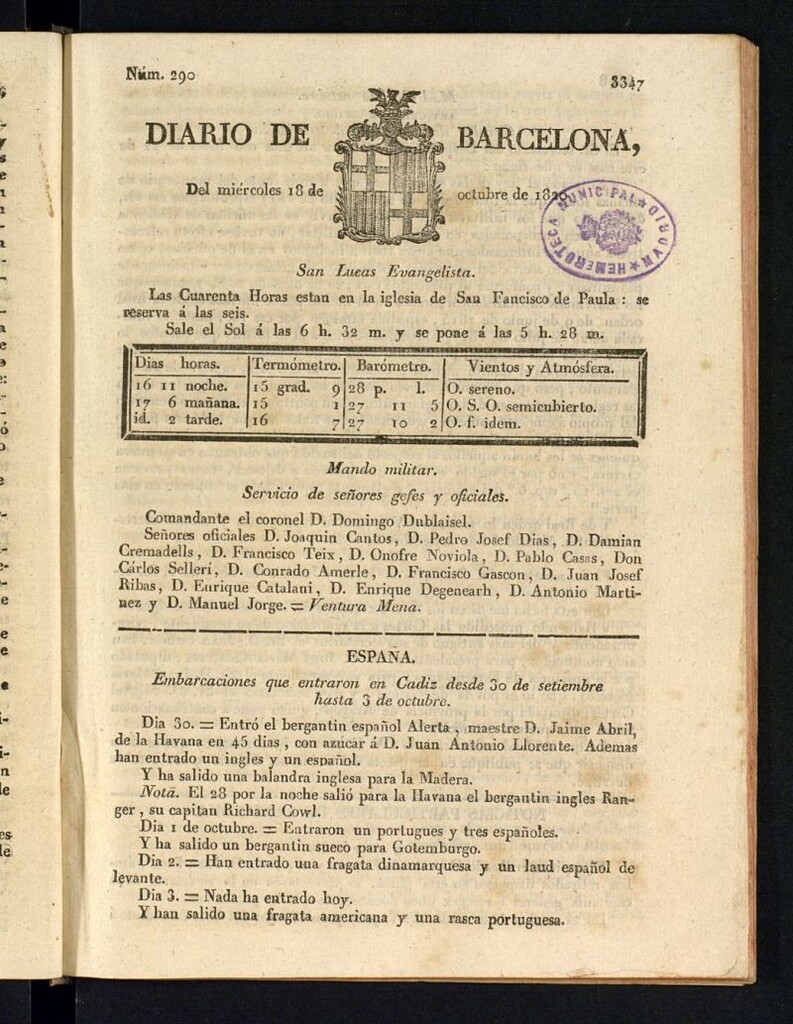 Núm. 290
3347
DIARIO DE BARCELONA,
Del miércoles 18 de octubre de 1820.
HEMEROTECA MUNICIPAL ★ MADRID ★
San Lucas Evangelista.
Las Cuarenta Horas estan en la iglesia de San Fancisco de Paula : se
reserva á las seis.
Sale el Sol á las 6 h. 32 m. y se pone á las 5 h. 28 m.
Dias horas. Termómetro. Barómetro. Vientos y Atmósfera.
16 11 noche. 15 grad. 9 28 p. l. O. sereno.
17 6 mañana. 15 1 27 11 5 O. S. O. semicubierto.
id. 2 tarde. 16 7 27 10 2 O. f. idem.
Mando militar.
Servicio de señores gefes y oficiales.
Comandante el coronel D. Domingo Dublaisel.
Señores oficiales D. Joaquin Cantos, D. Pedro Josef Dias, D. Damian
Cremadells, D. Francisco Teix, D. Onofre Noviola, D. Pablo Casas, Don
Cárlos Sellerí, D. Conrado Amerle, D. Francisco Gascon, D. Juan Josef
Ribas, D. Enrique Catalani, D. Enrique Degenearh, D. Antonio Marti-
nez y D. Manuel Jorge. = Ventura Mena.
ESPAÑA.
Embarcaciones que entraron en Cadiz desde 30 de setiembre
hasta 3 de octubre.
Dia 30. = Entró el bergantin español Alerta, maestre D. Jaime Abril,
de la Havana en 45 dias, con azucar á D. Juan Antonio Llorente. Ademas
han entrado un ingles y un español.
Y ha salido una balandra inglesa para la Madera.
Nota. El 28 por la noche salió para la Havana el bergantin ingles Ran-
ger, su capitan Richard Cowl.
Dia 1 de octubre. = Entraron un portugues y tres españoles.
Y ha salido un bergantin sueco para Gotemburgo.
Dia 2. = Han entrado una fragata dinamarquesa y un laud español de
levante.
Dia 3. = Nada ha entrado hoy.
Y han salido una fragata americana y una rasca portuguesa.